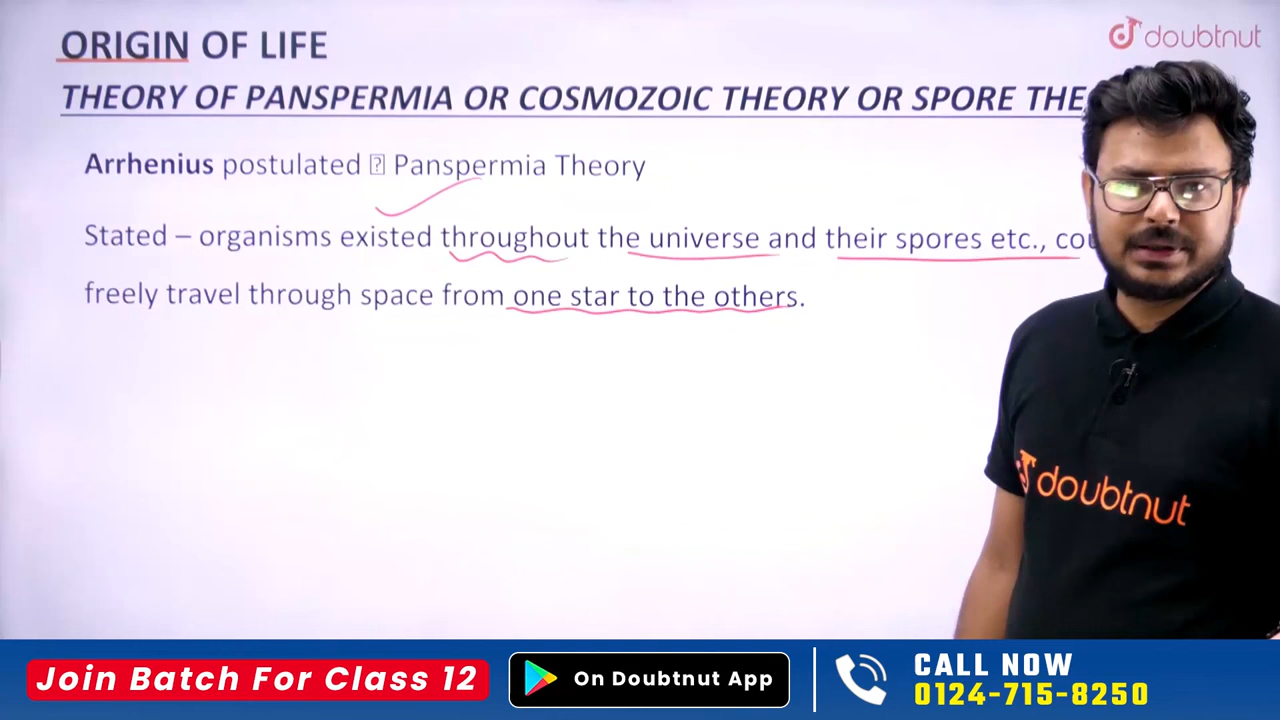 ORIGIN OF LIFE
doubtnut
THEORY OF PANSPERMIA OR COSMOZOIC THEORY OR SPORE THE
Arrhenius postulated Panspermia Theory
Stated – organisms existed throughout the universe and their spores etc.,
freely travel through space from one star to the others.
doubtnut
Join Batch For Class 12
On Doubtnut App
CALL NOW
0124-715-8250